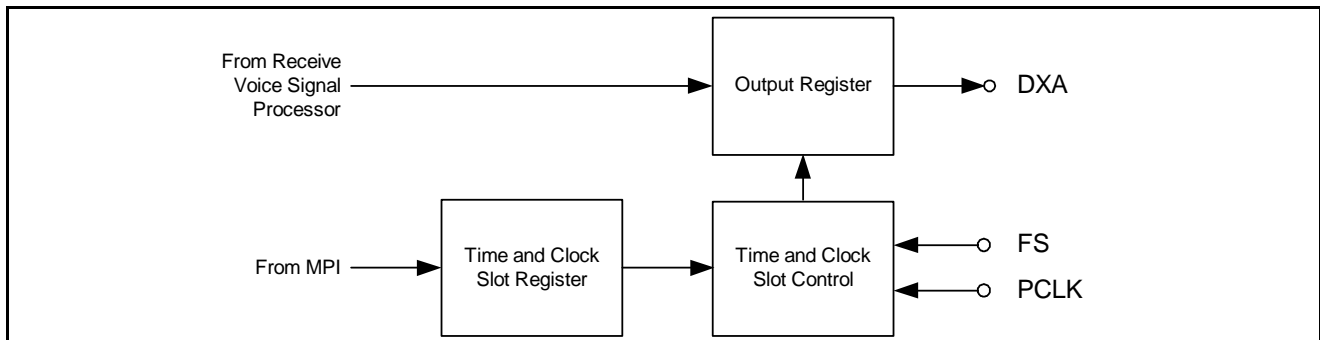 From Receive
Voice Signal
Processor
Output Register
DXA
From MPI
Time and Clock
Slot Register
Time and Clock
Slot Control
FS
PCLK